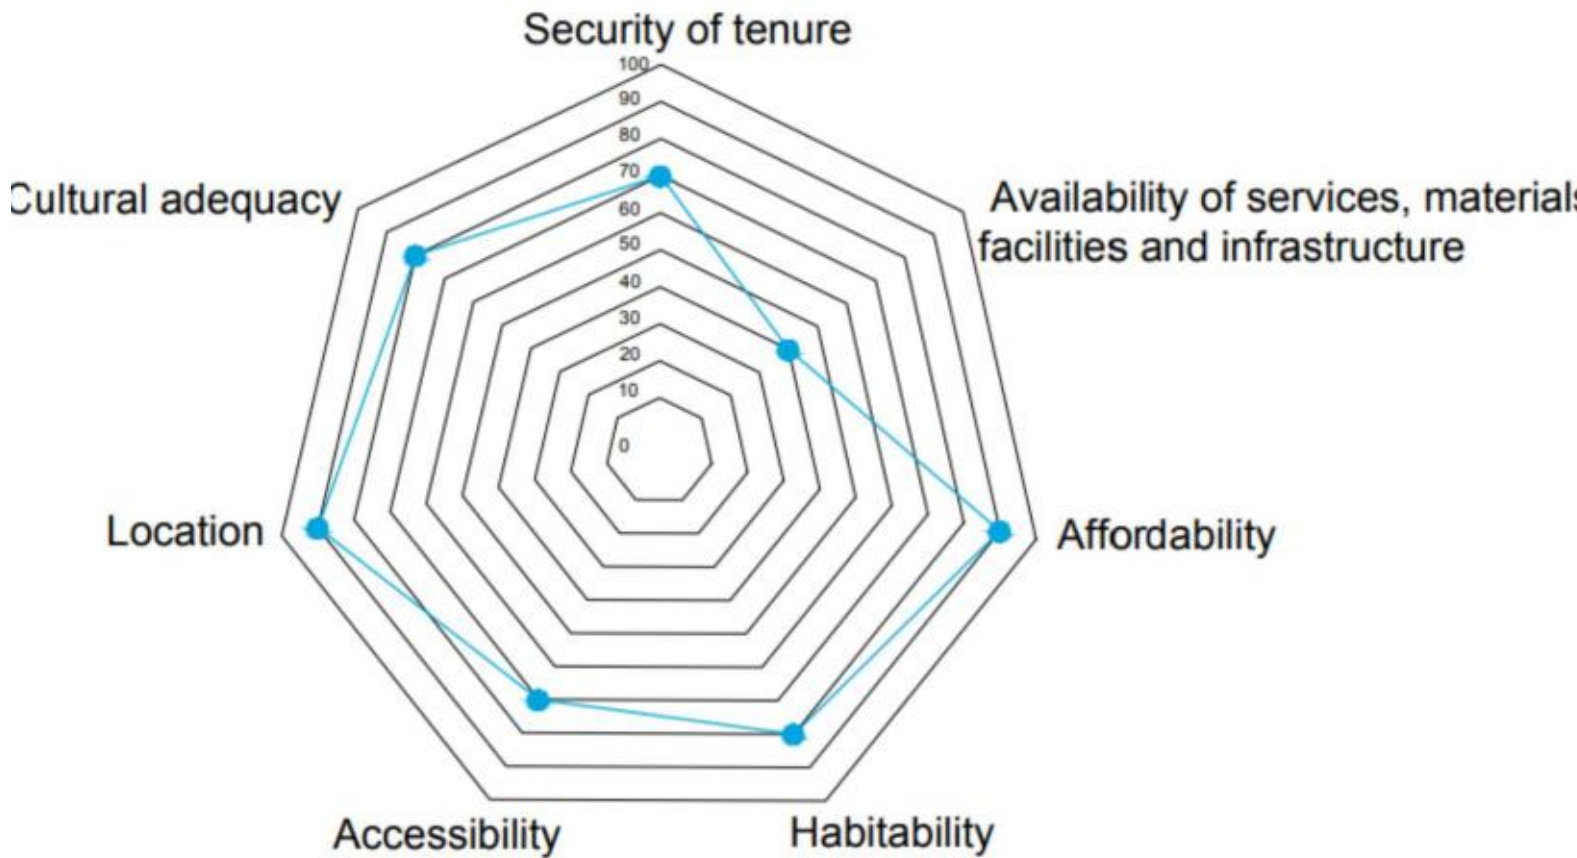 Security of tenure
100
90
80
70
60
50
40
30
20
10
0
Cultural adequacy
Availability of services, materials
facilities and infrastructure
Location
Affordability
Accessibility
Habitability